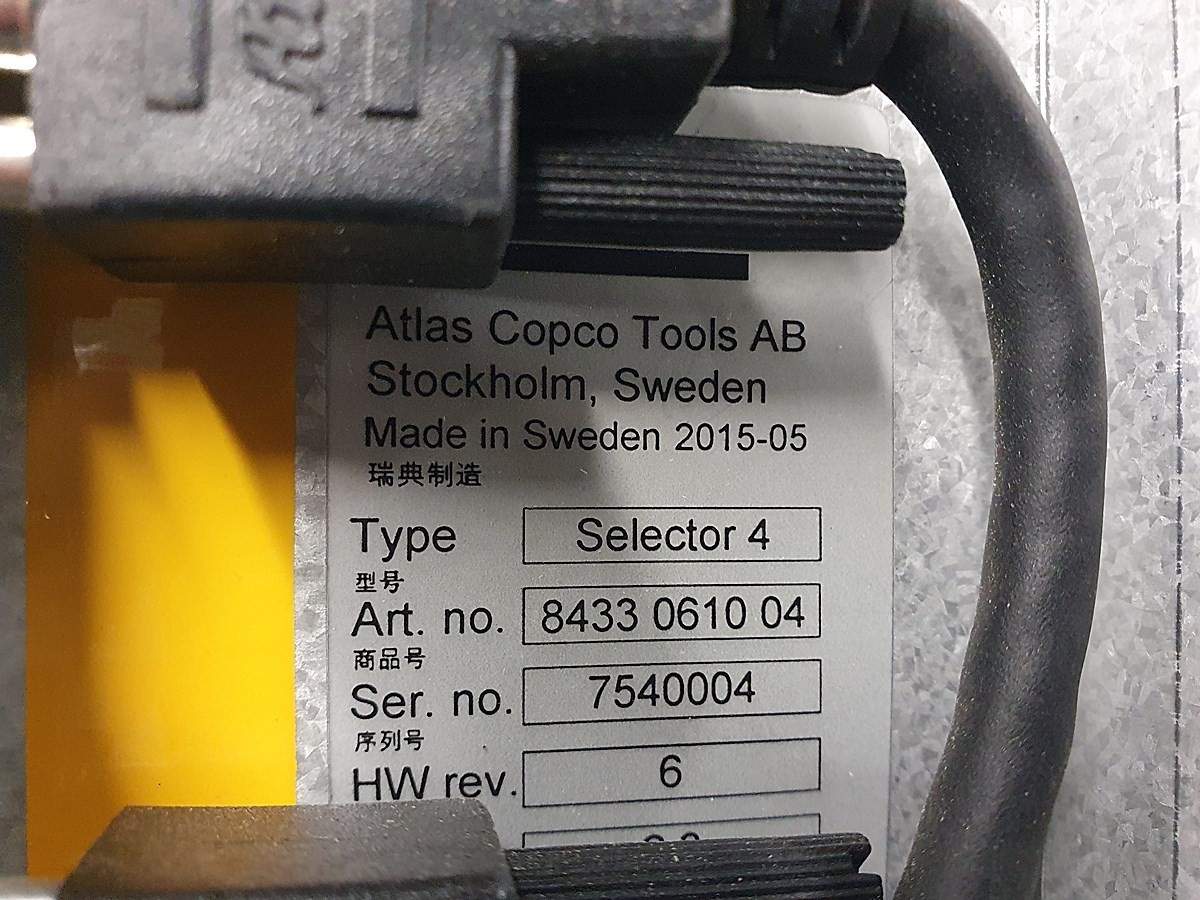 Atlas Copco Tools AB
Stockholm, Sweden
Made in Sweden 2015-05
瑞典制造
Type Selector 4
型号
Art. no. 8433 0610 04
商品号
Ser. no. 7540004
序列号
HW rev. 6